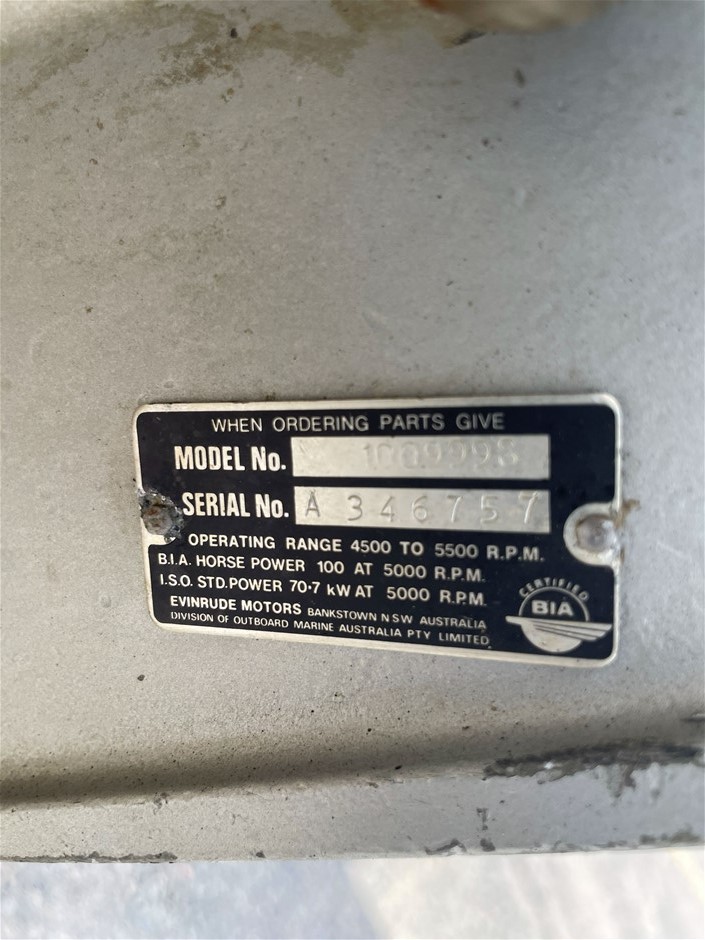 WHEN ORDERING PARTS GIVE
MODEL No. 1009998
SERIAL No. A 346757
OPERATING RANGE 4500 TO 5500 R.P.M.
B.I.A. HORSE POWER 100 AT 5000 R.P.M.
I.S.O. STD.POWER 70·7 kW AT 5000 R.P.M.
EVINRUDE MOTORS BANKSTOWN NSW AUSTRALIA
DIVISION OF OUTBOARD MARINE AUSTRALIA PTY LIMITED
CERTIFIED
BIA